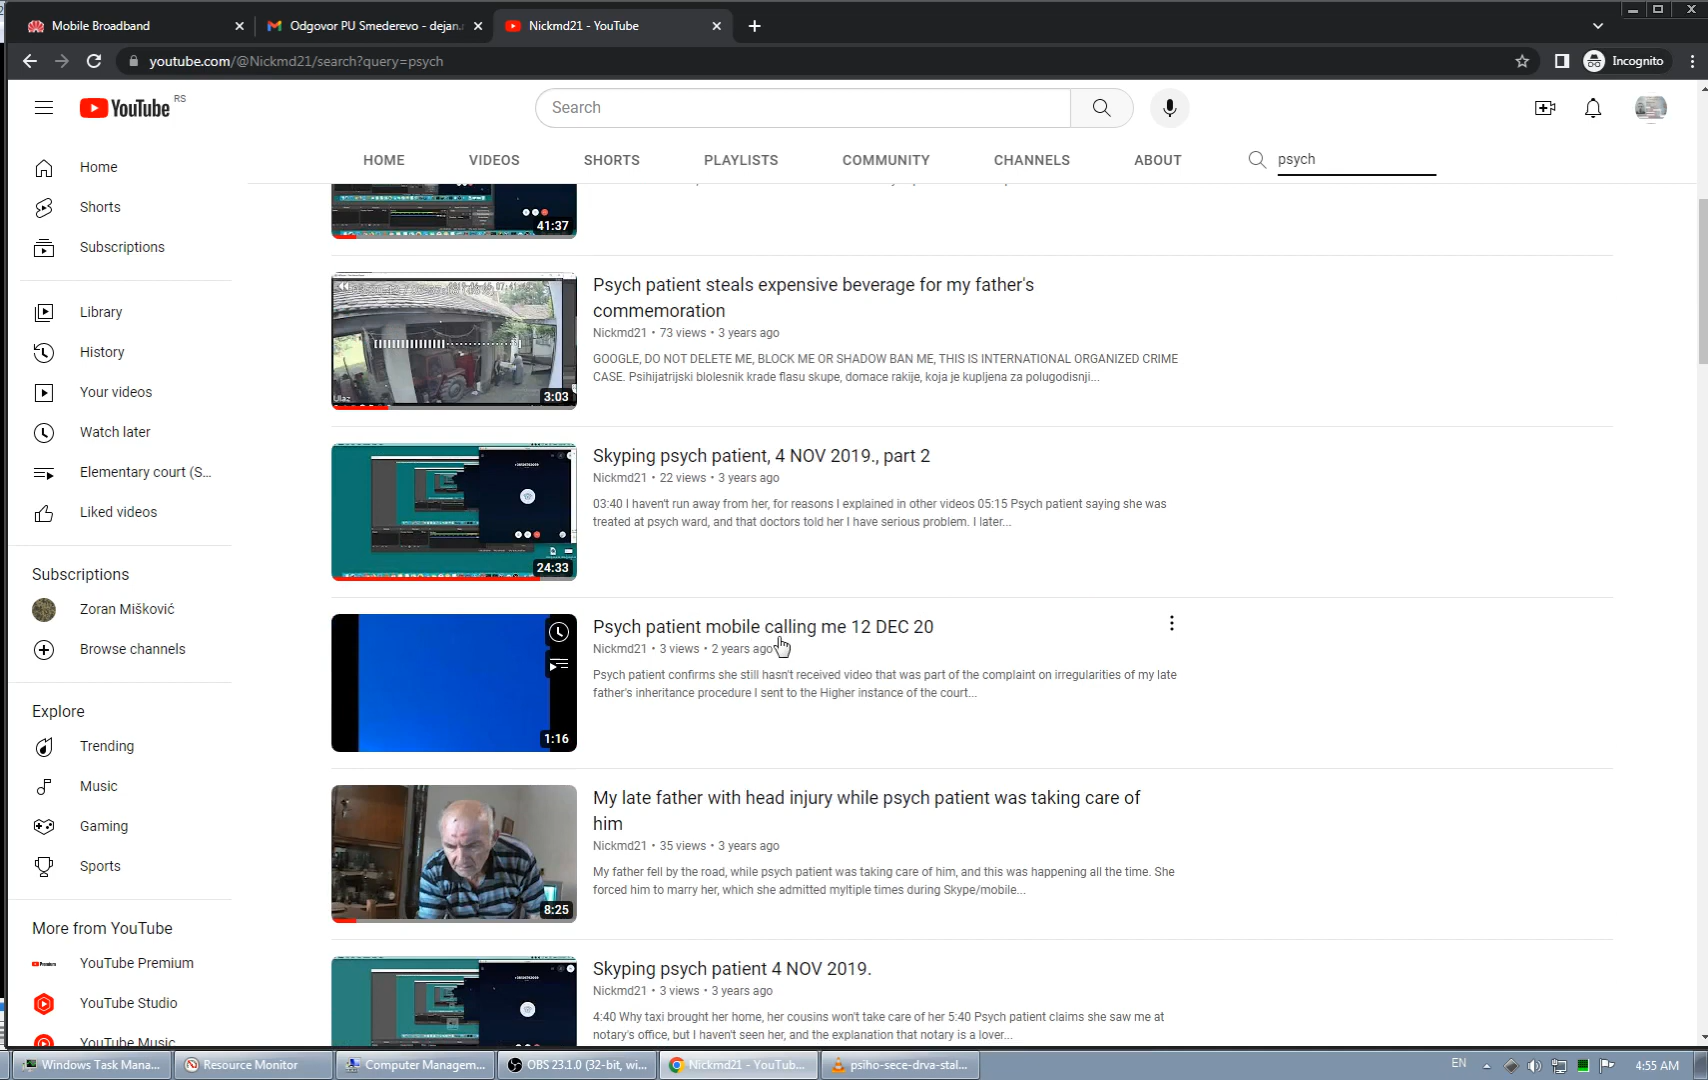 Mobile Broadband
Odgovor PU Smederevo - dejan.
Nickmd21 - YouTube
youtube.com/@Nickmd21/search?query=psych
Incognito
YouTube RS
Search
HOME VIDEOS SHORTS PLAYLISTS COMMUNITY CHANNELS ABOUT psych
Home
Shorts
Subscriptions
Library
History
Your videos
Watch later
Elementary court (S...
Liked videos
Subscriptions
Zoran Mišković
Browse channels
Explore
Trending
Music
Gaming
Sports
More from YouTube
YouTube Premium
YouTube Studio
YouTube Music
41:37
Ulaz
3:03
Psych patient steals expensive beverage for my father's
commemoration
Nickmd21 • 73 views • 3 years ago
GOOGLE, DO NOT DELETE ME, BLOCK ME OR SHADOW BAN ME, THIS IS INTERNATIONAL ORGANIZED CRIME
CASE. Psihijatrijski blolesnik krade flasu skupe, domace rakije, koja je kupljena za polugodisnji...
24:33
Skyping psych patient, 4 NOV 2019., part 2
Nickmd21 • 22 views • 3 years ago
03:40 I haven't run away from her, for reasons I explained in other videos 05:15 Psych patient saying she was
treated at psych ward, and that doctors told her I have serious problem. I later...
1:16
Psych patient mobile calling me 12 DEC 20
Nickmd21 • 3 views • 2 years ago
Psych patient confirms she still hasn't received video that was part of the complaint on irregularities of my late
father's inheritance procedure I sent to the Higher instance of the court...
8:25
My late father with head injury while psych patient was taking care of
him
Nickmd21 • 35 views • 3 years ago
My father fell by the road, while psych patient was taking care of him, and this was happening all the time. She
forced him to marry her, which she admitted myltiple times during Skype/mobile...
Skyping psych patient 4 NOV 2019.
Nickmd21 • 3 views • 3 years ago
4:40 Why taxi brought her home, her cousins won't take care of her 5:40 Psych patient claims she saw me at
notary's office, but I haven't seen her, and the explanation that notary is a lover...
Windows Task Mana...
Resource Monitor
Computer Managem...
OBS 23.1.0 (32-bit, wi...
Nickmd21 - YouTub...
psiho-sece-drva-stal...
EN
4:55 AM